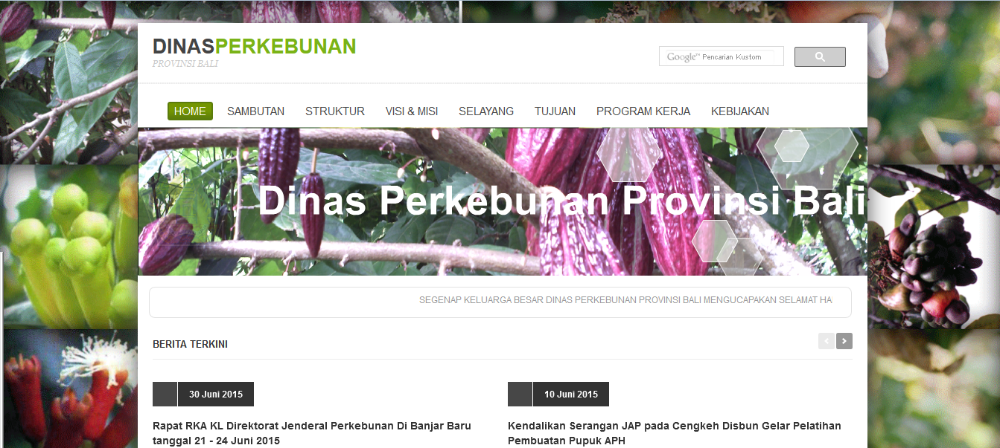 DINASPERKEBUNAN
PROVINSI BALI
Google™ Pencarian Kustom
HOME SAMBUTAN STRUKTUR VISI & MISI SELAYANG TUJUAN PROGRAM KERJA KEBIJAKAN
Dinas Perkebunan Provinsi Bali
SEGENAP KELUARGA BESAR DINAS PERKEBUNAN PROVINSI BALI MENGUCAPAKAN SELAMAT HA
BERITA TERKINI
30 Juni 2015
Rapat RKA KL Direktorat Jenderal Perkebunan Di Banjar Baru
tanggal 21 - 24 Juni 2015
10 Juni 2015
Kendalikan Serangan JAP pada Cengkeh Disbun Gelar Pelatihan
Pembuatan Pupuk APH